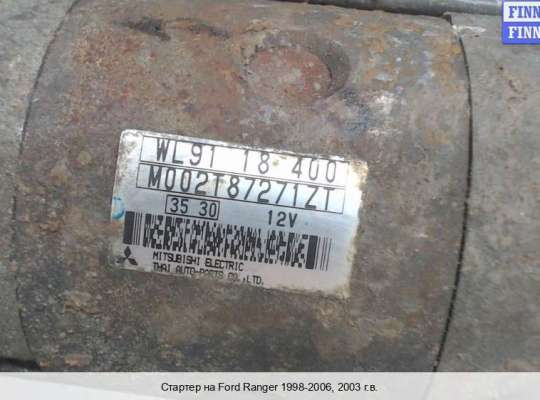 FINN
FINN
WL91 18 400
M002T87271ZT
35 30 12V
MITSUBISHI ELECTRIC
THAI AUTO-PARTS CO.,LTD.
Стартер на Ford Ranger 1998-2006, 2003 г.в.